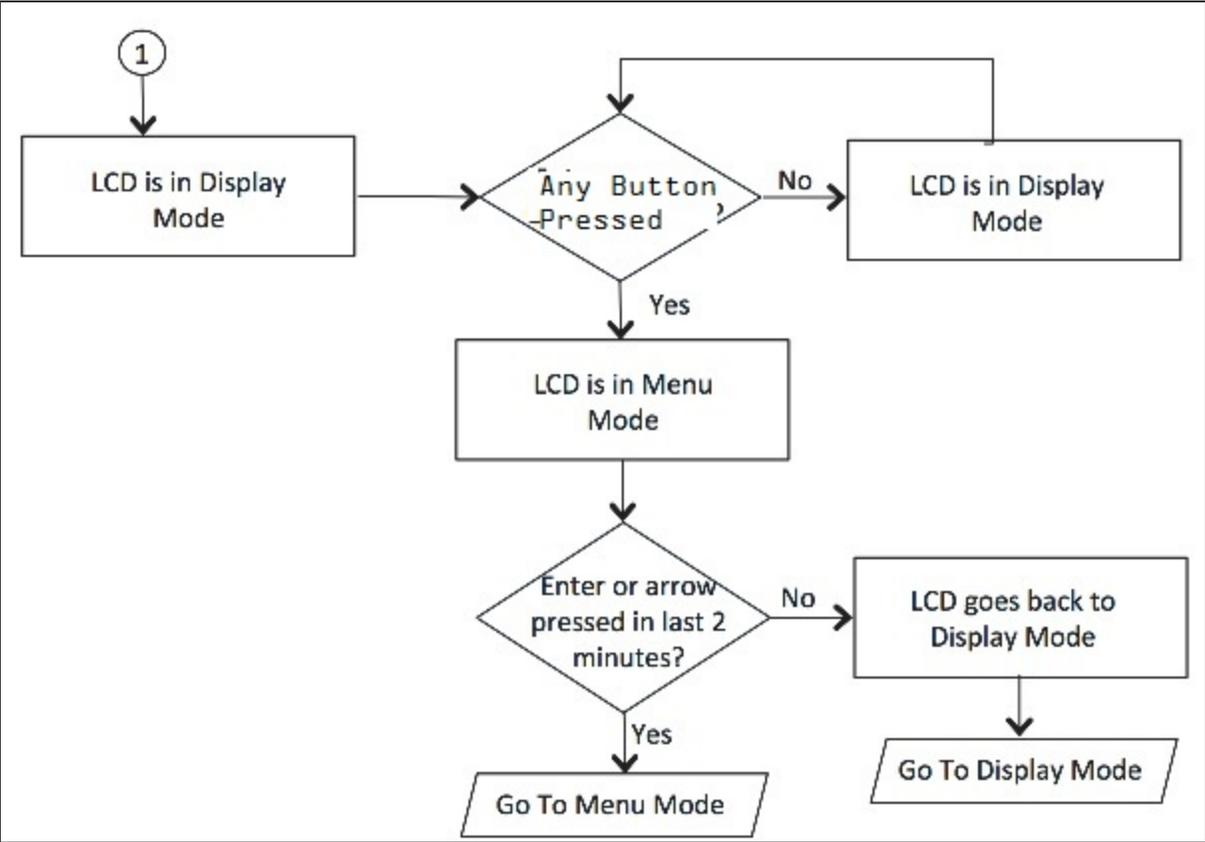 1
LCD is in Display
Mode
Any Button
Pressed ?
No
LCD is in Display
Mode
Yes
LCD is in Menu
Mode
Enter or arrow
pressed in last 2
minutes?
No
LCD goes back to
Display Mode
Yes
Go To Display Mode
Go To Menu Mode